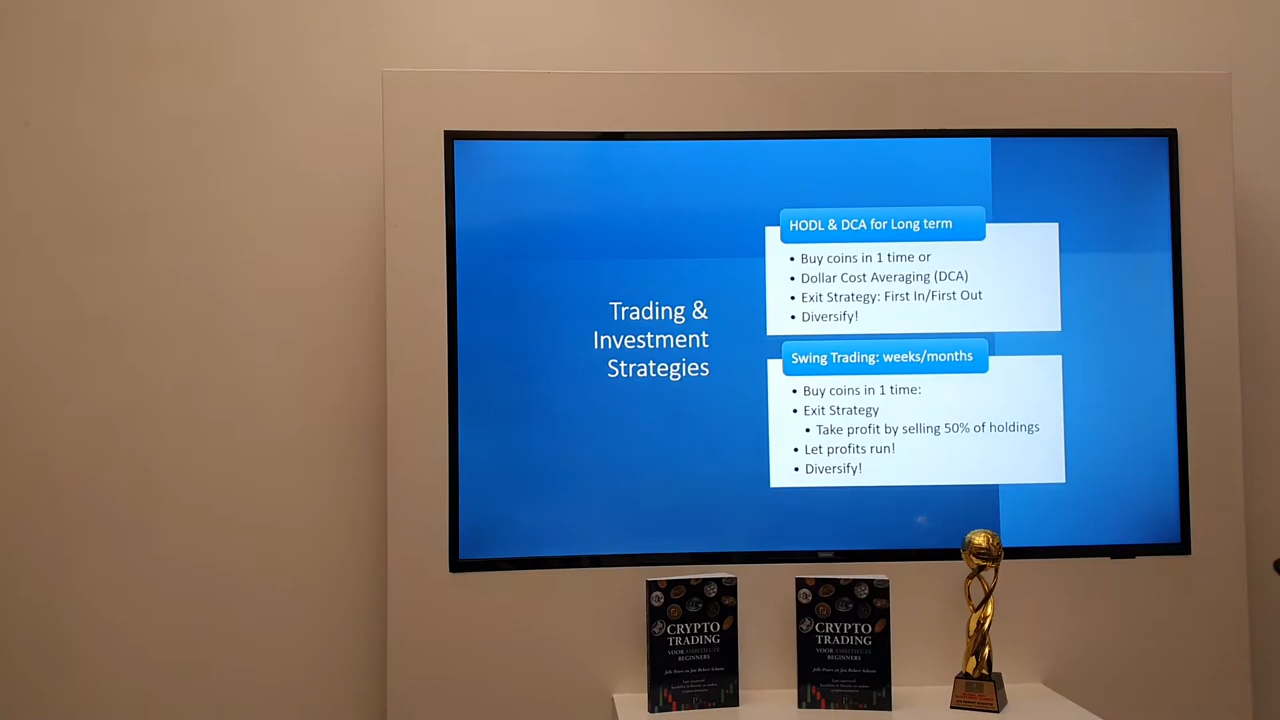 Trading &
Investment
Strategies
HODL & DCA for Long term
• Buy coins in 1 time or
• Dollar Cost Averaging (DCA)
• Exit Strategy: First In/First Out
• Diversify!
Swing Trading: weeks/months
• Buy coins in 1 time:
• Exit Strategy
• Take profit by selling 50% of holdings
• Let profits run!
• Diversify!
CRYPTO
TRADING
VOOR AMBITIEUZE
BEGINNERS
CRYPTO
TRADING
VOOR AMBITIEUZE
BEGINNERS